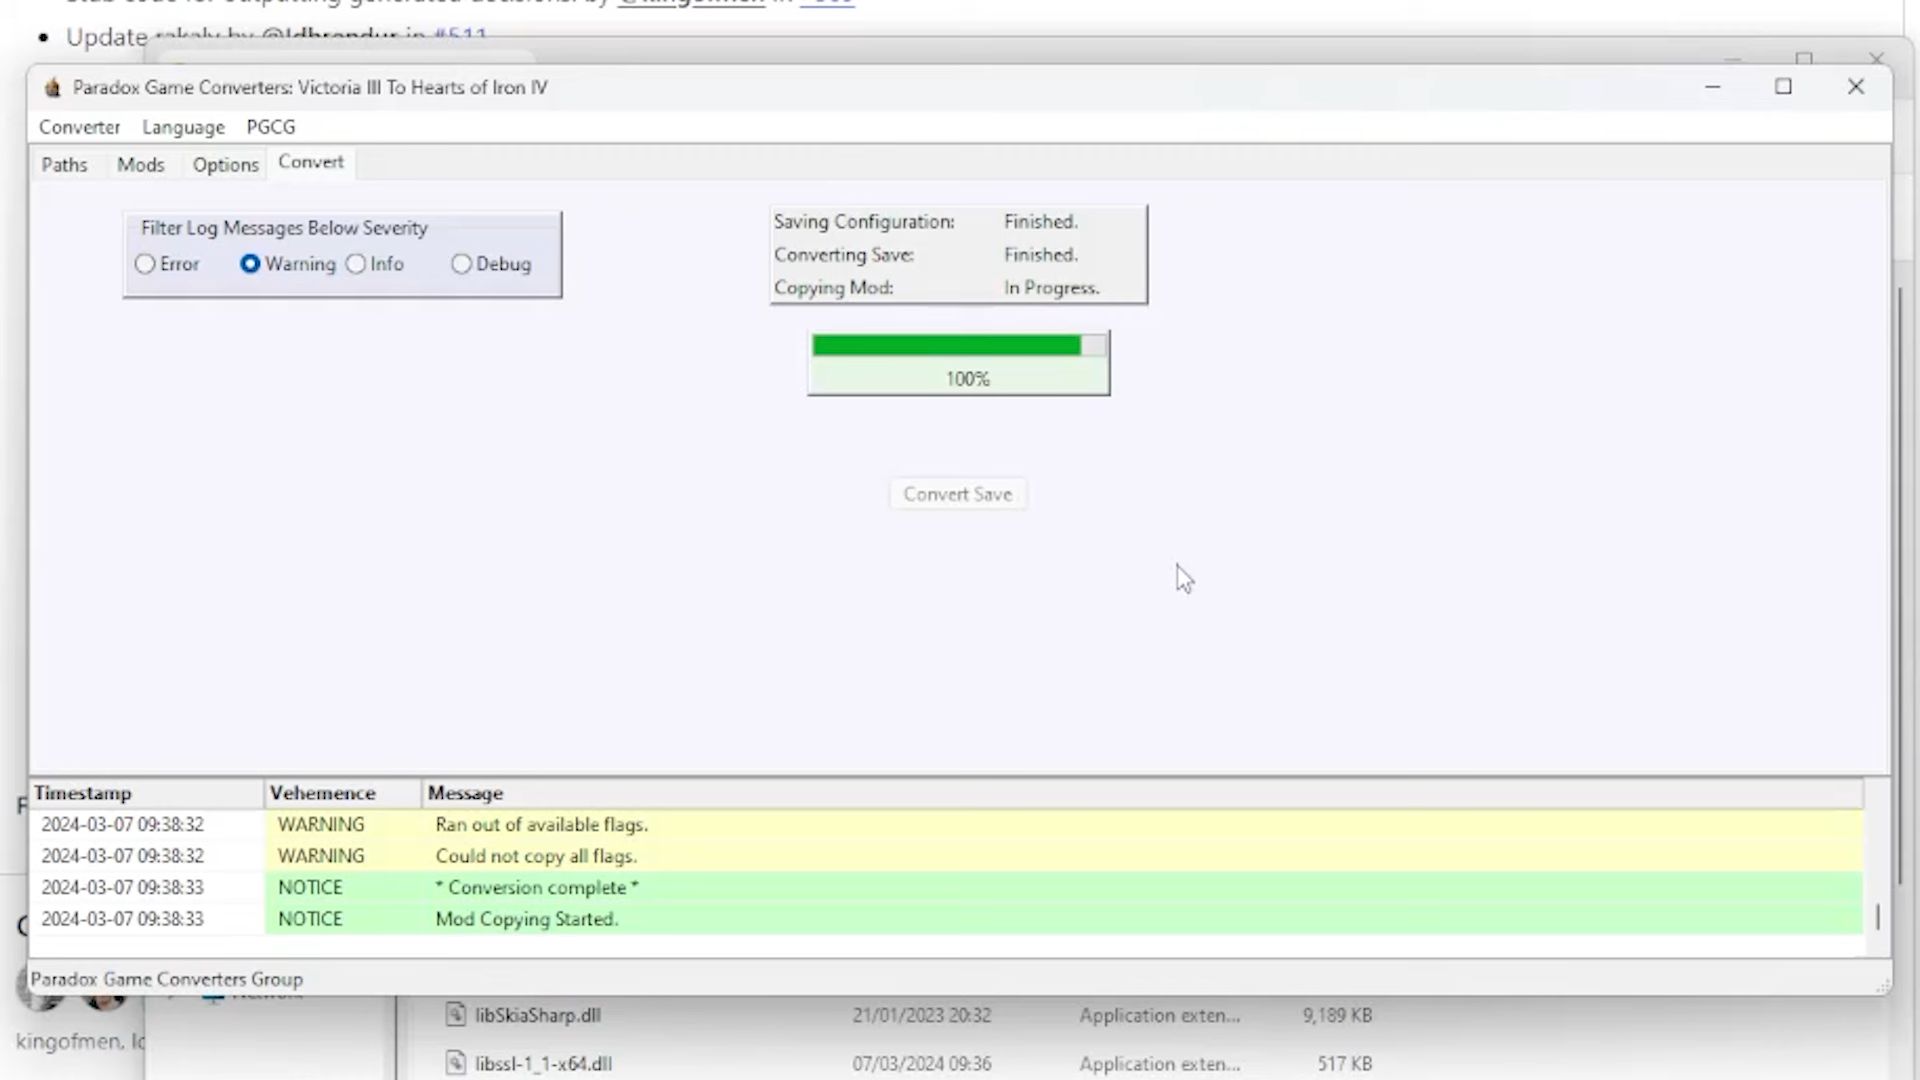 Update rakaly by @Idhrendur in #511
Paradox Game Converters: Victoria III To Hearts of Iron IV
Converter Language PGCG
Paths Mods Options Convert
Filter Log Messages Below Severity
Error Warning Info Debug
Saving Configuration: Finished.
Converting Save: Finished.
Copying Mod: In Progress.
100%
Convert Save
Timestamp Vehemence Message
2024-03-07 09:38:32 WARNING Ran out of available flags.
2024-03-07 09:38:32 WARNING Could not copy all flags.
2024-03-07 09:38:33 NOTICE * Conversion complete *
2024-03-07 09:38:33 NOTICE Mod Copying Started.
Paradox Game Converters Group
libSkiaSharp.dll 21/01/2023 20:32 Application exten... 9,189 KB
kingofmen,
libssl-1_1-x64.dll 07/03/2024 09:36 Application exten... 517 KB